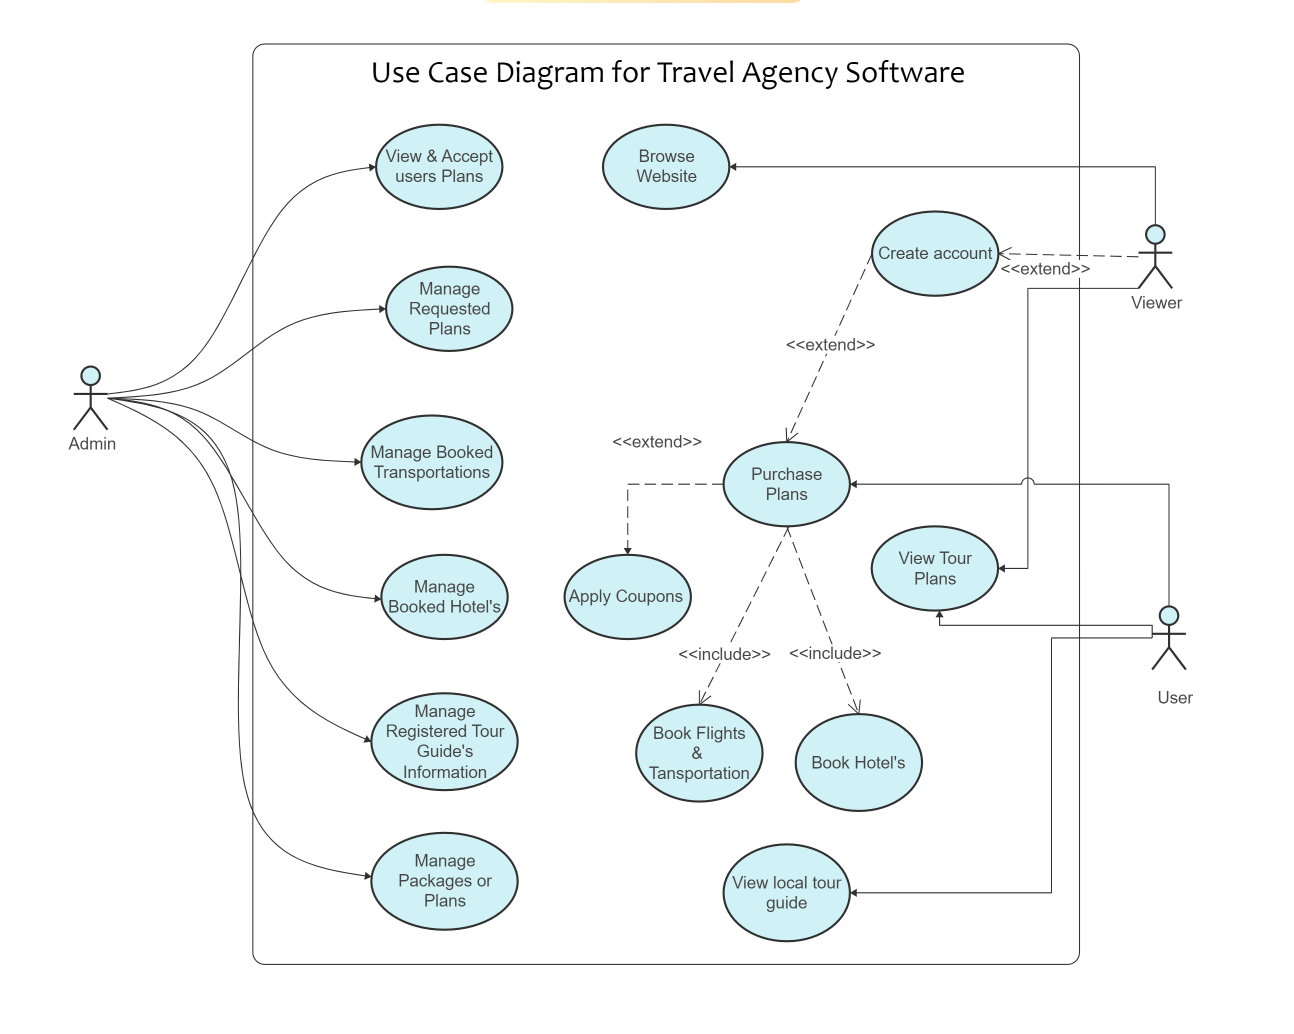 Use Case Diagram for Travel Agency Software
View & Accept
users Plans
Browse
Website
Create account
<<extend>>
Viewer
Manage
Requested
Plans
<<extend>>
Admin
Manage Booked
Transportations
<<extend>>
Purchase
Plans
View Tour
Plans
Manage
Booked Hotel's
Apply Coupons
<<include>>
<<include>>
User
Manage
Registered Tour
Guide's
Information
Book Flights
&
Tansportation
Book Hotel's
Manage
Packages or
Plans
View local tour
guide